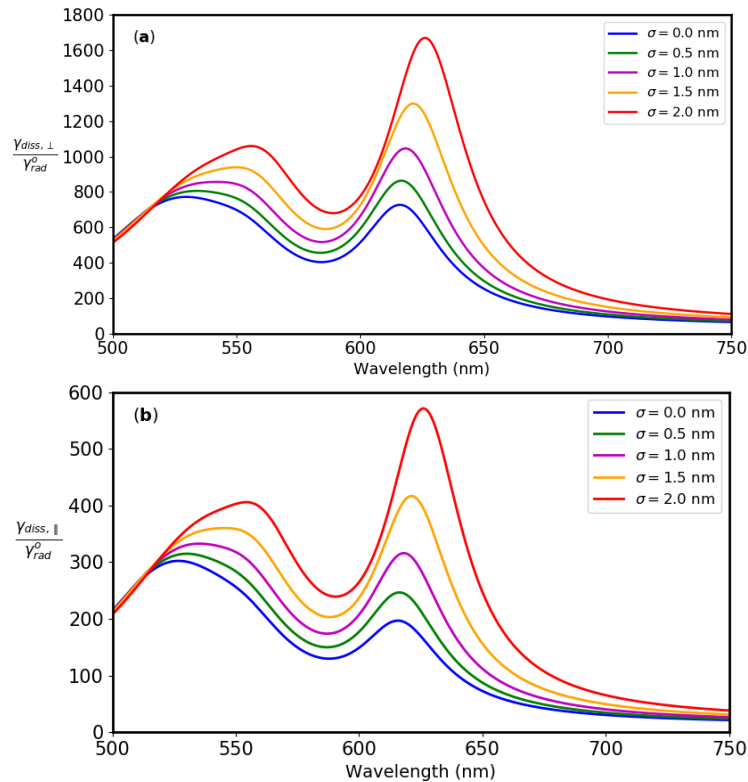 (a)
σ = 0.0 nm
σ = 0.5 nm
σ = 1.0 nm
σ = 1.5 nm
σ = 2.0 nm
γdiss,⊥
γ^o_rad
1800
1600
1400
1200
1000
800
600
400
200
0
500 550 600 650 700 750
Wavelength (nm)
(b)
σ = 0.0 nm
σ = 0.5 nm
σ = 1.0 nm
σ = 1.5 nm
σ = 2.0 nm
γdiss,∥
γ^o_rad
600
500
400
300
200
100
0
500 550 600 650 700 750
Wavelength (nm)